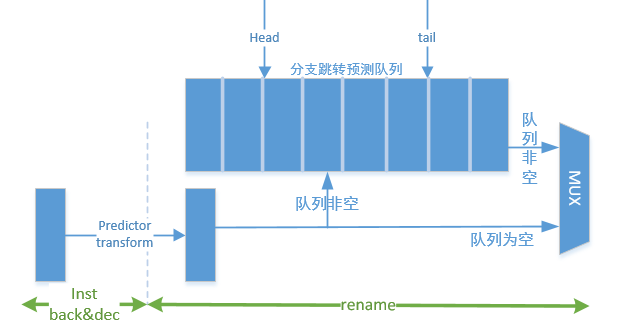 Head
tail
分支跳转预测队列
队
列
非
空
MUX
队列非空
Predictor
transform
队列为空
Inst
back&dec
rename